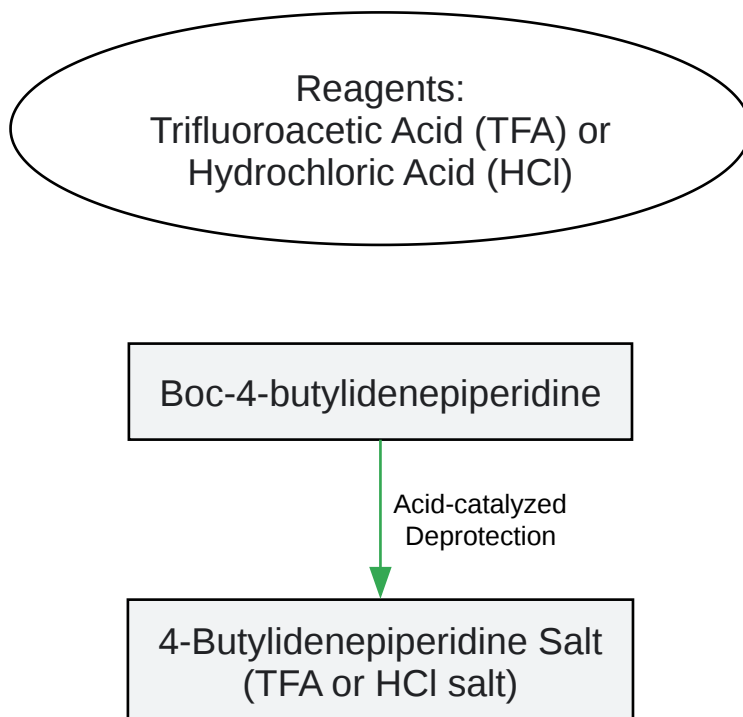 Reagents:
Trifluoroacetic Acid (TFA) or
Hydrochloric Acid (HCl)
Boc-4-butylidenepiperidine
Acid-catalyzed
Deprotection
4-Butylidenepiperidine Salt
(TFA or HCl salt)